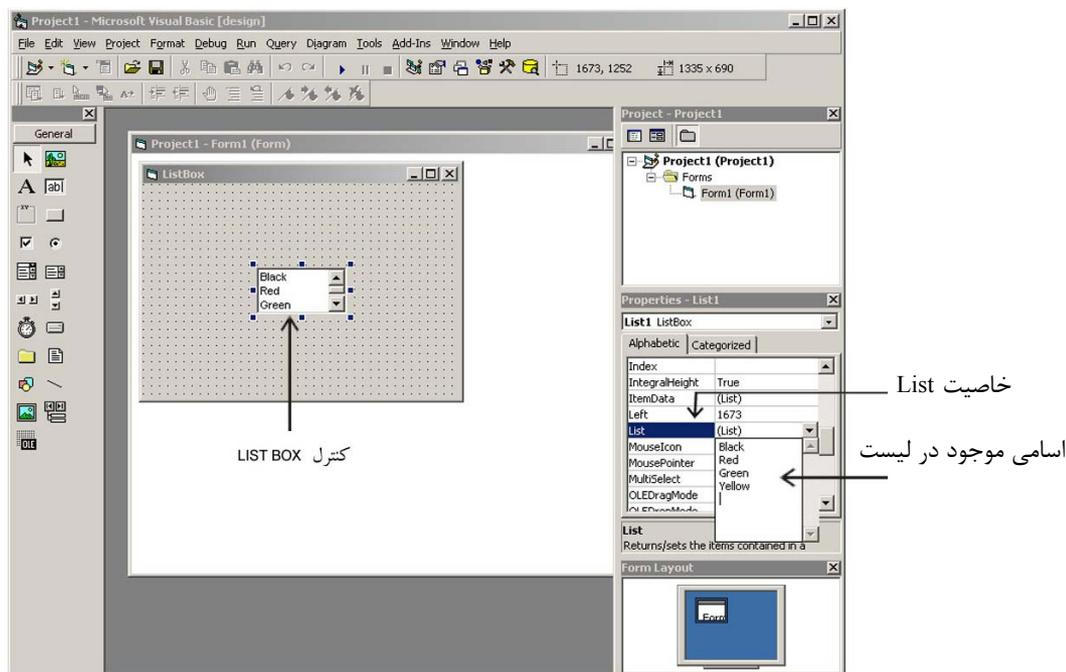 Project1 - Microsoft Visual Basic [design]
File Edit View Project Format Debug Run Query Diagram Tools Add-Ins Window Help
1673, 1252 1335 x 690
General
A ab|
XY
OLE
Project1 - Form1 (Form)
ListBox
Black
Red
Green
کنترل LIST BOX
Project - Project1
Project1 (Project1)
Forms
Form1 (Form1)
Properties - List1
List1 ListBox
Alphabetic Categorized
Index
IntegralHeight True
ItemData (List)
Left 1673
List (List)
MouseIcon
MousePointer
MultiSelect
OLEDragMode
OLEDropMode
Black
Red
Green
Yellow
خاصیت List
اسامی موجود در لیست
List
Returns/sets the items contained in a
Form Layout
Form